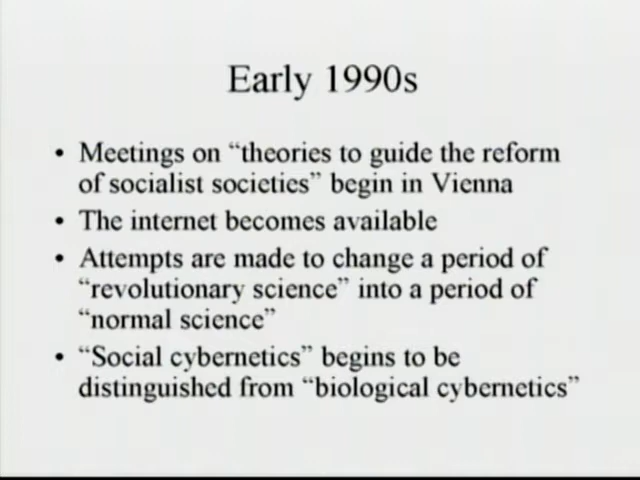 Early 1990s
• Meetings on “theories to guide the reform
of socialist societies” begin in Vienna
• The internet becomes available
• Attempts are made to change a period of
“revolutionary science” into a period of
“normal science”
• “Social cybernetics” begins to be
distinguished from “biological cybernetics”